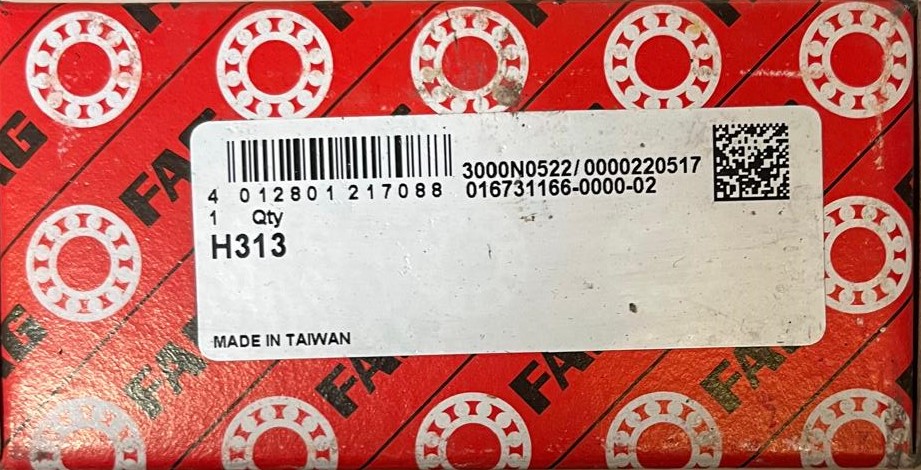 FAG
3000N0522/0000220517
4 012801 217088
016731166-0000-02
1 Qty
H313
MADE IN TAIWAN
FAG
FAG
FAG
FAG